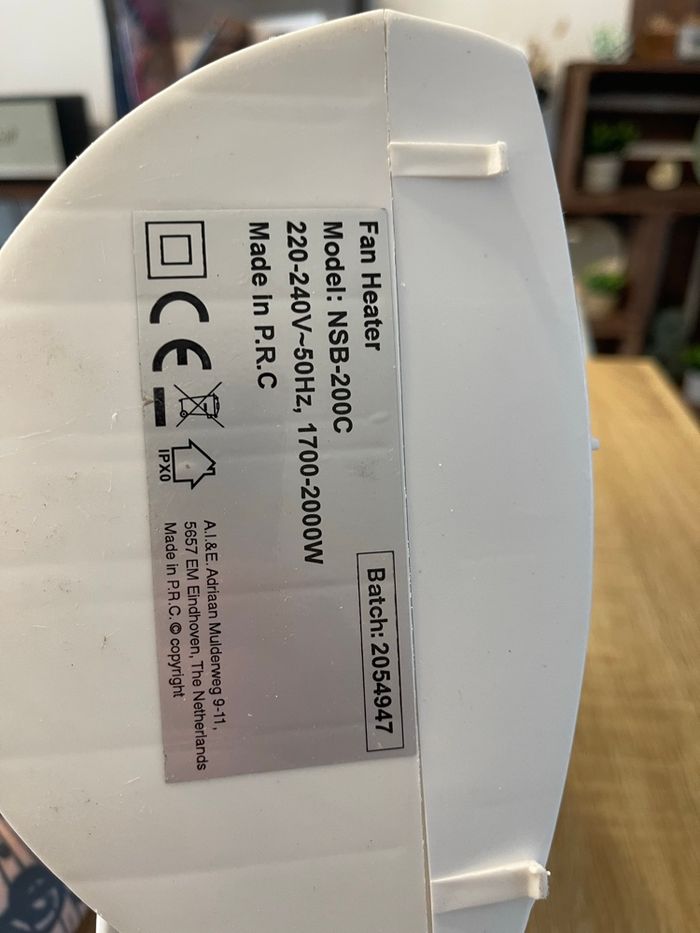 Fan Heater
Model: NSB-200C
220-240V~50Hz, 1700-2000W
Made in P.R.C
Batch: 2054947
CE
IPX0
A.I.&E. Adriaan Mulderweg 9-11,
5657 EM Eindhoven, The Netherlands
Made in P.R.C. © copyright